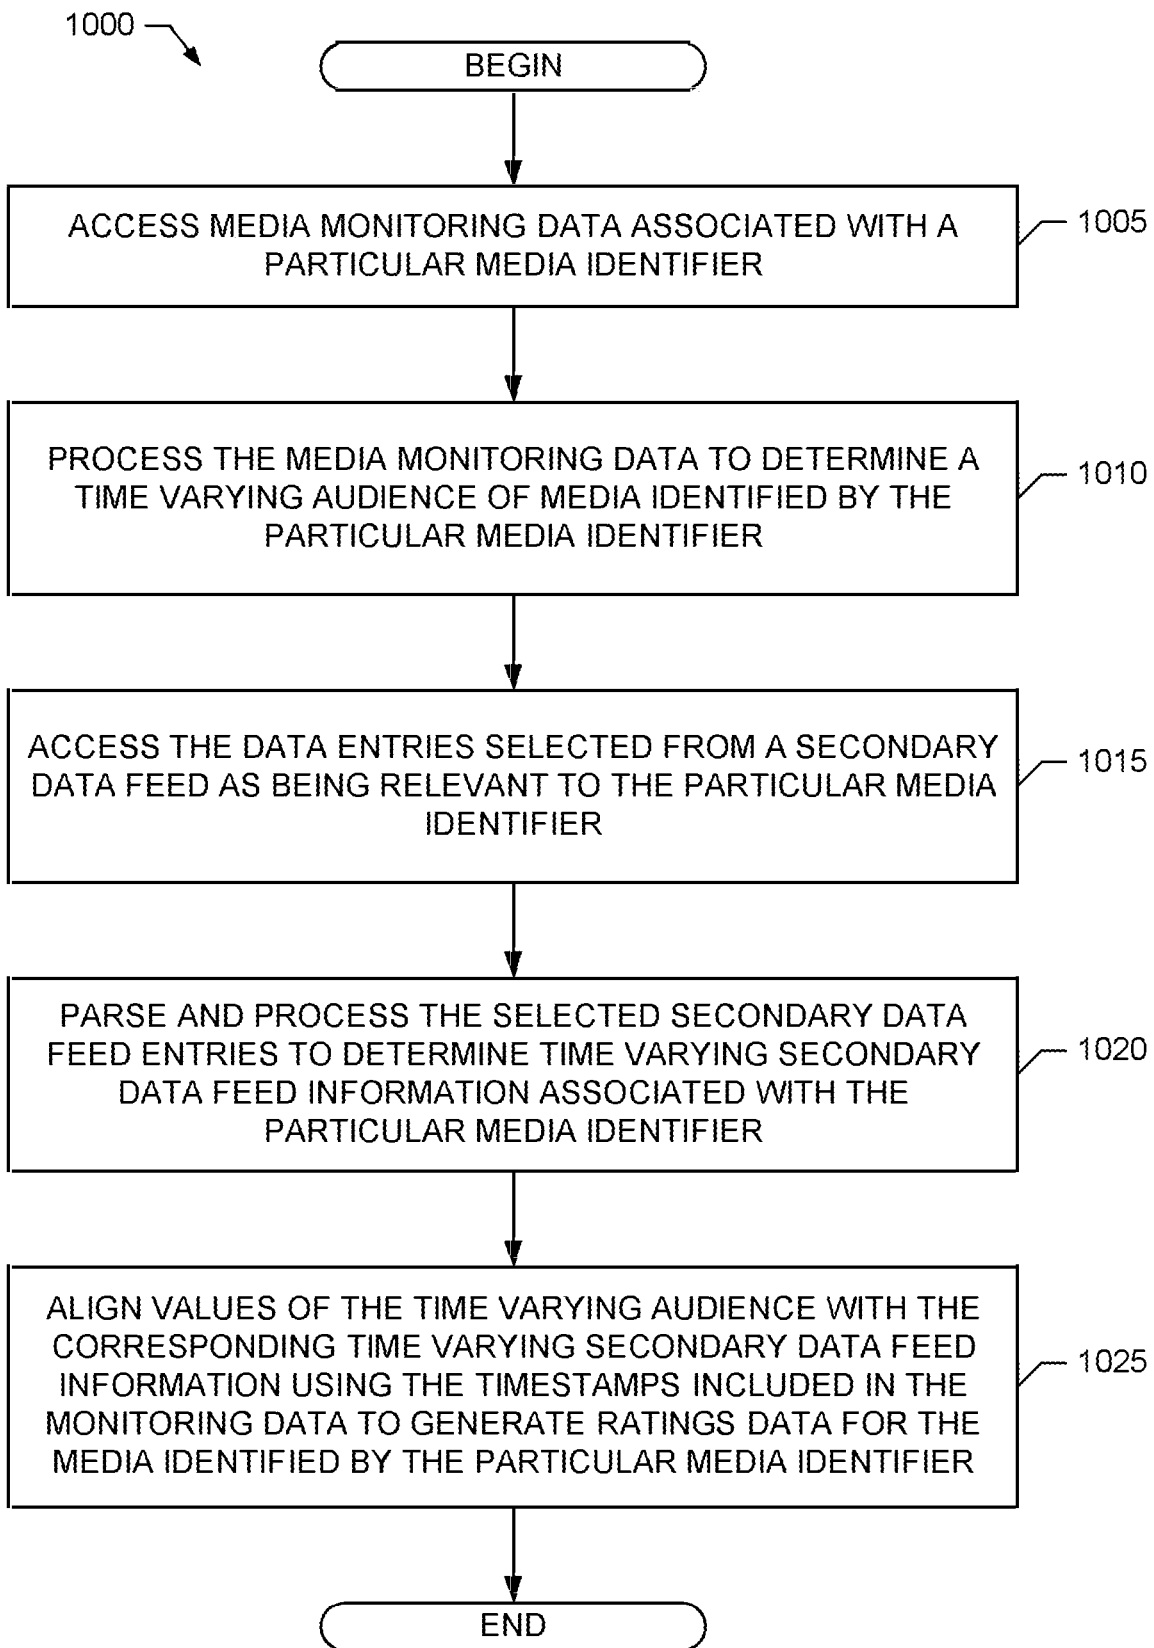 1000
BEGIN
ACCESS MEDIA MONITORING DATA ASSOCIATED WITH A
PARTICULAR MEDIA IDENTIFIER
1005
PROCESS THE MEDIA MONITORING DATA TO DETERMINE A
TIME VARYING AUDIENCE OF MEDIA IDENTIFIED BY THE
PARTICULAR MEDIA IDENTIFIER
1010
ACCESS THE DATA ENTRIES SELECTED FROM A SECONDARY
DATA FEED AS BEING RELEVANT TO THE PARTICULAR MEDIA
IDENTIFIER
1015
PARSE AND PROCESS THE SELECTED SECONDARY DATA
FEED ENTRIES TO DETERMINE TIME VARYING SECONDARY
DATA FEED INFORMATION ASSOCIATED WITH THE
PARTICULAR MEDIA IDENTIFIER
1020
ALIGN VALUES OF THE TIME VARYING AUDIENCE WITH THE
CORRESPONDING TIME VARYING SECONDARY DATA FEED
INFORMATION USING THE TIMESTAMPS INCLUDED IN THE
MONITORING DATA TO GENERATE RATINGS DATA FOR THE
MEDIA IDENTIFIED BY THE PARTICULAR MEDIA IDENTIFIER
1025
END